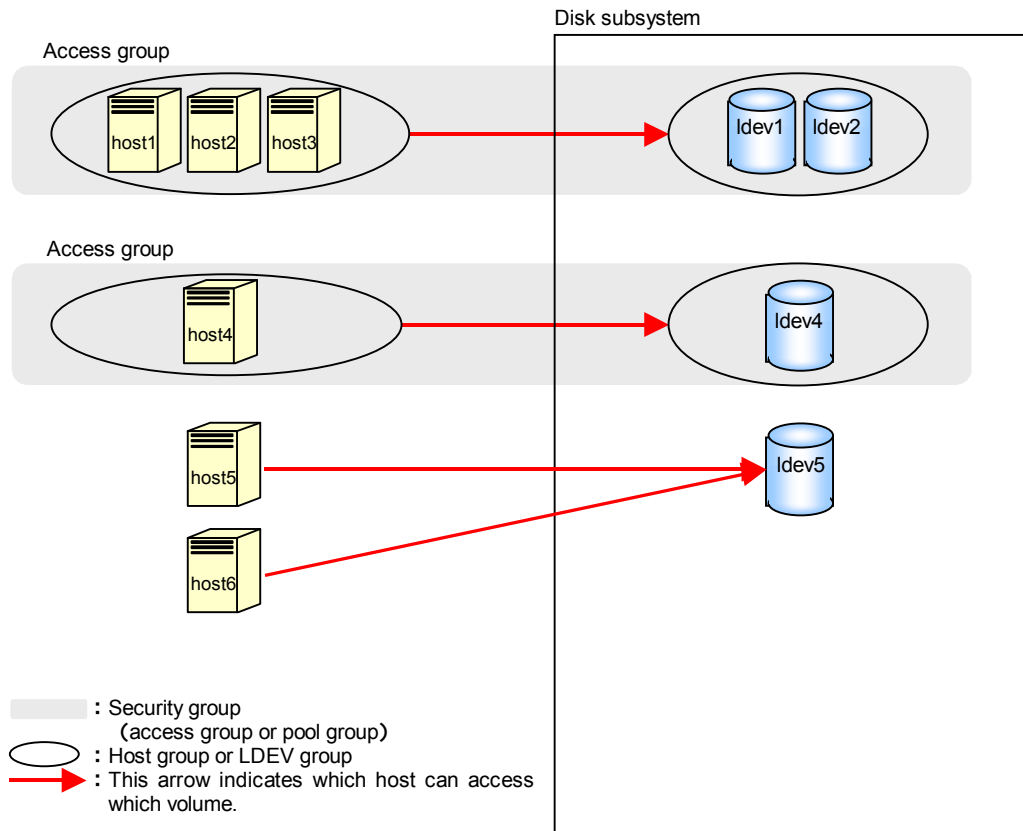 Disk subsystem
Access group
host1 host2 host3 ldev1 ldev2
Access group
host4 ldev4
host5 ldev5
host6
: Security group
(access group or pool group)
: Host group or LDEV group
: This arrow indicates which host can access
which volume.